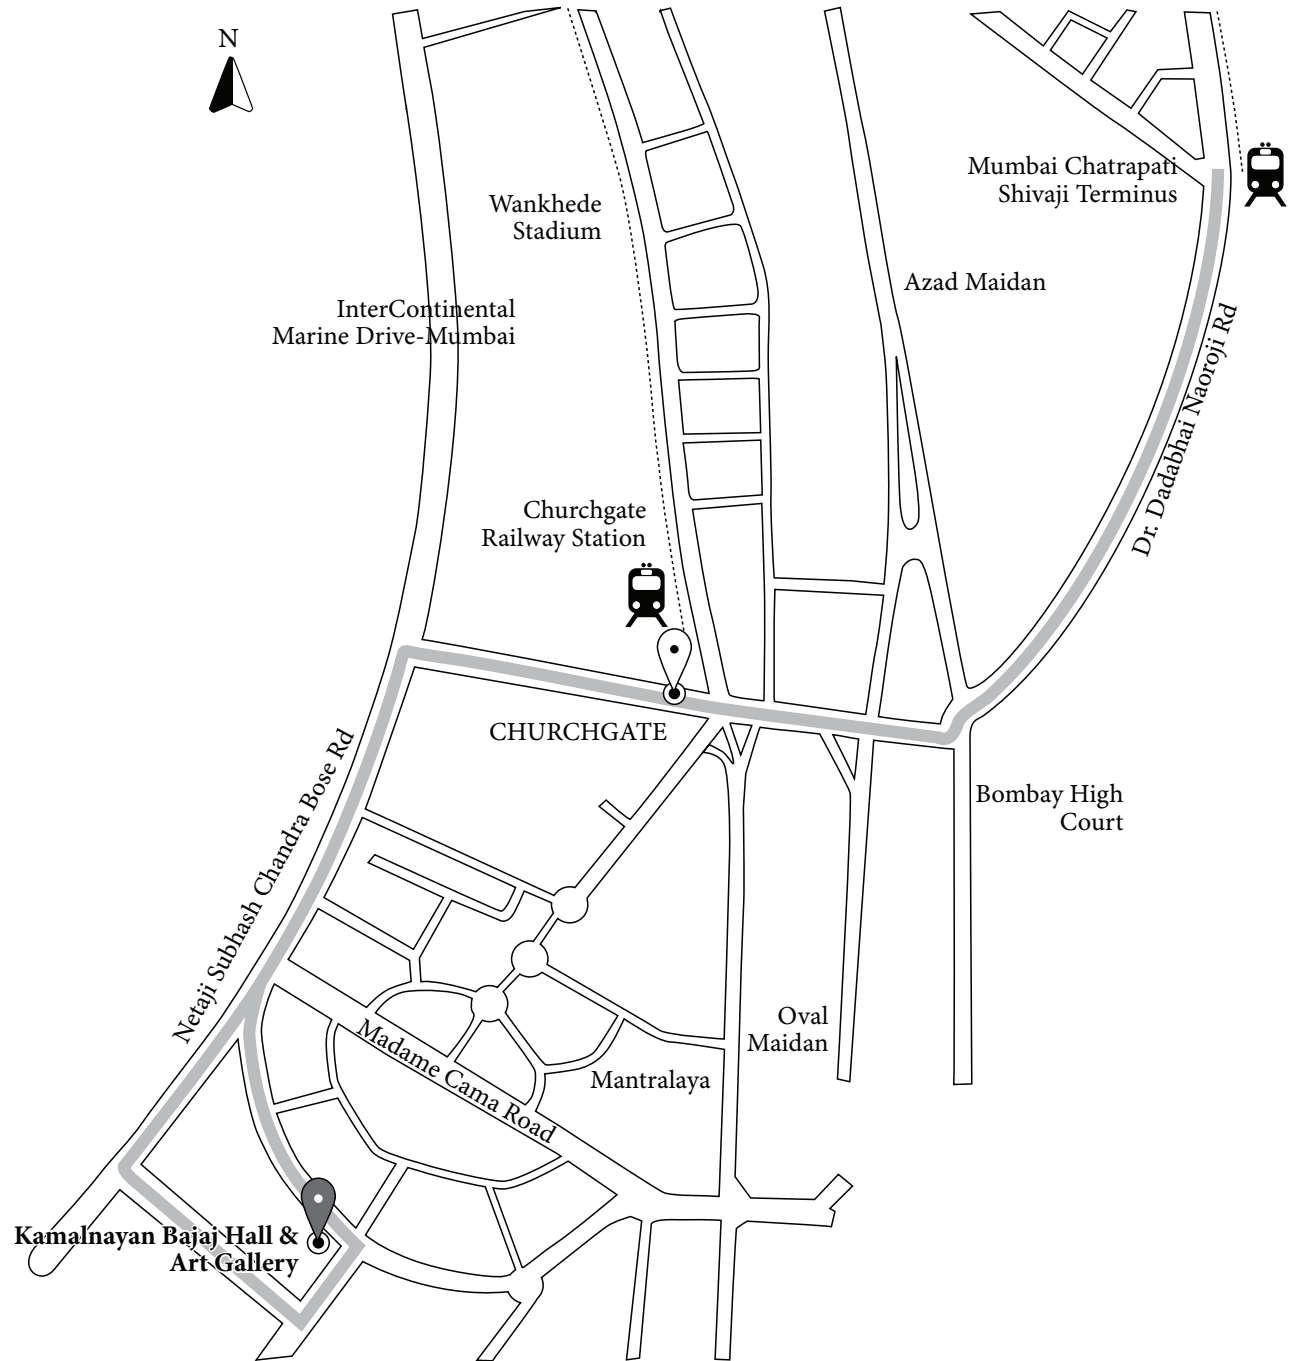 N
Mumbai Chatrapati
Shivaji Terminus
Wankhede
Stadium
Azad Maidan
InterContinental
Marine Drive-Mumbai
Dr. Dadabhai Naoroji Rd
Churchgate
Railway Station
CHURCHGATE
Netaji Subhash Chandra Bose Rd
Bombay High
Court
Oval
Maidan
Madame Cama Road
Mantralaya
Kamalnayan Bajaj Hall &
Art Gallery